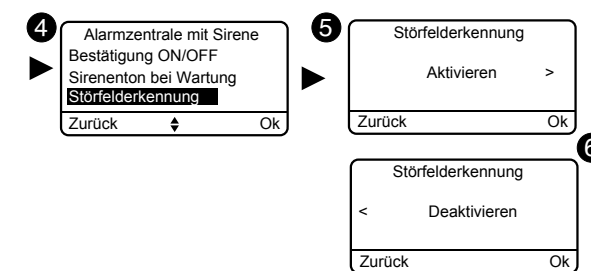 4
Alarmzentrale mit Sirene
Bestätigung ON/OFF
Sirenenton bei Wartung
Störfelderkennung
Zurück Ok
5
Störfelderkennung
Aktivieren >
Zurück Ok
6
Störfelderkennung
< Deaktivieren
Zurück Ok